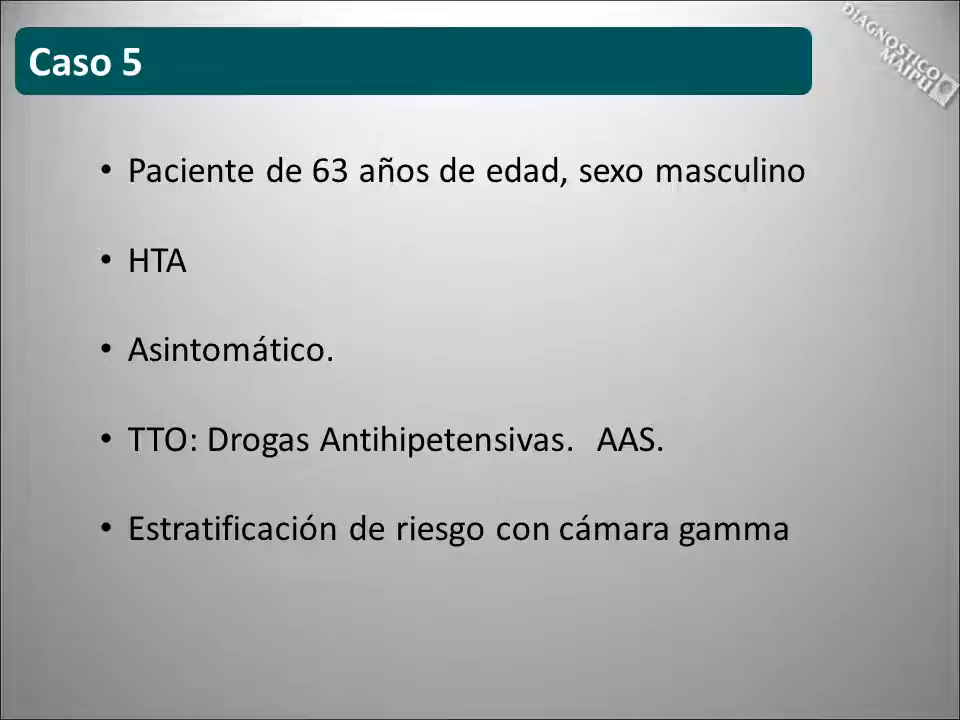 Caso 5
DIAGNOSTICO
MAIPU
• Paciente de 63 años de edad, sexo masculino
• HTA
• Asintomático.
• TTO: Drogas Antihipetensivas. AAS.
• Estratificación de riesgo con cámara gamma